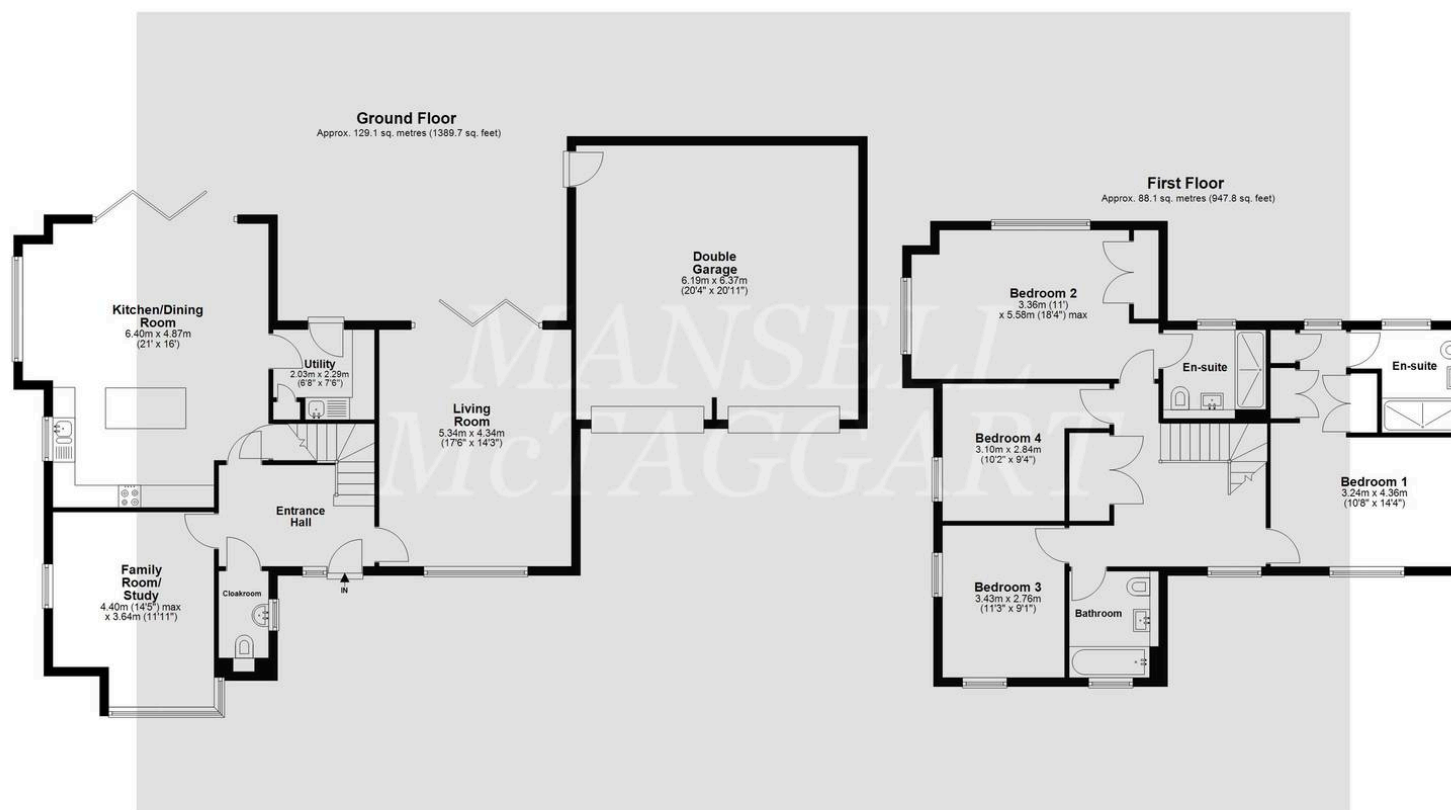 Ground Floor
Approx. 129.1 sq. metres (1389.7 sq. feet)
Kitchen/Dining
Room
6.40m x 4.87m
(21' x 16')
Utility
2.03m x 2.29m
(6'8" x 7'6")
Living
Room
5.34m x 4.34m
(17'6" x 14'3")
Double
Garage
6.19m x 6.37m
(20'4" x 20'11")
Entrance
Hall
Family
Room/
Study
4.40m (14'5") max
x 3.64m (11'11")
Cloakroom
IN
First Floor
Approx. 88.1 sq. metres (947.8 sq. feet)
Bedroom 2
3.36m (11')
x 5.58m (18'4") max
En-suite
En-suite
Bedroom 4
3.10m x 2.84m
(10'2" x 9'4")
Bedroom 1
3.24m x 4.36m
(10'8" x 14'4")
Bedroom 3
3.43m x 2.76m
(11'3" x 9'1")
Bathroom
MANSELL
McTAGGART